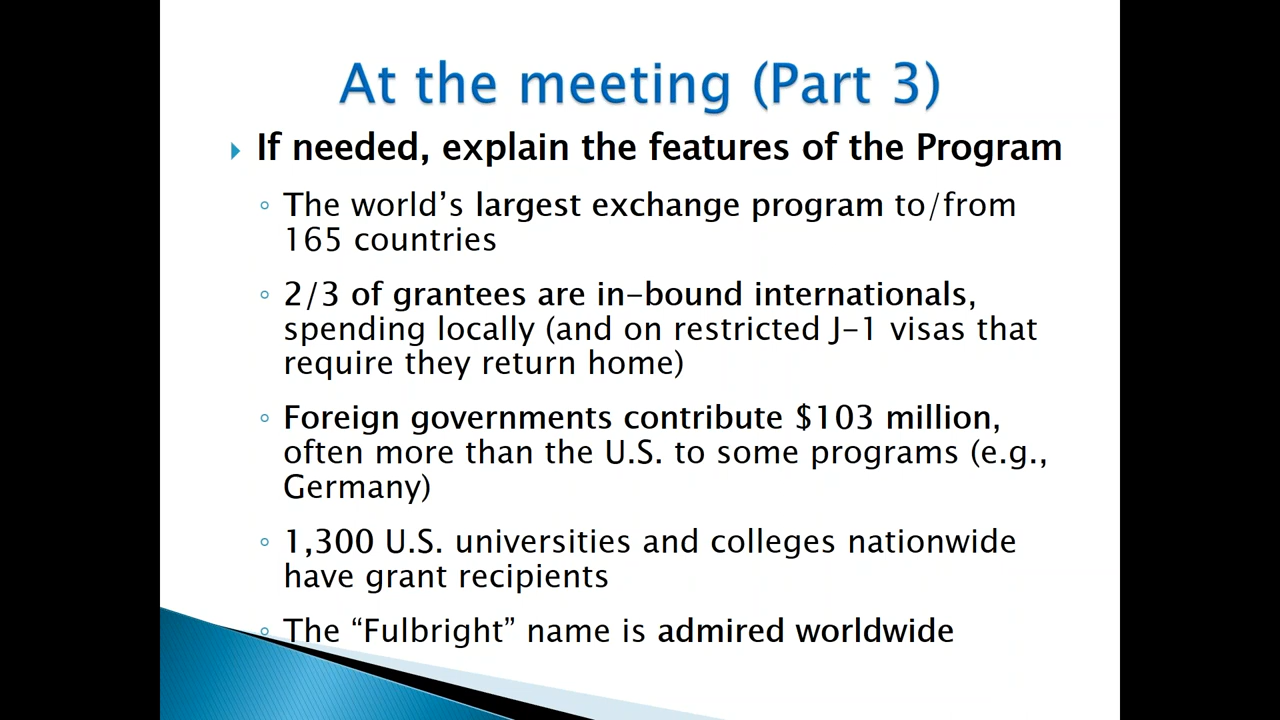 At the meeting (Part 3)
If needed, explain the features of the Program
The world’s largest exchange program to/from
165 countries
2/3 of grantees are in-bound internationals,
spending locally (and on restricted J-1 visas that
require they return home)
Foreign governments contribute $103 million,
often more than the U.S. to some programs (e.g.,
Germany)
1,300 U.S. universities and colleges nationwide
have grant recipients
The “Fulbright” name is admired worldwide